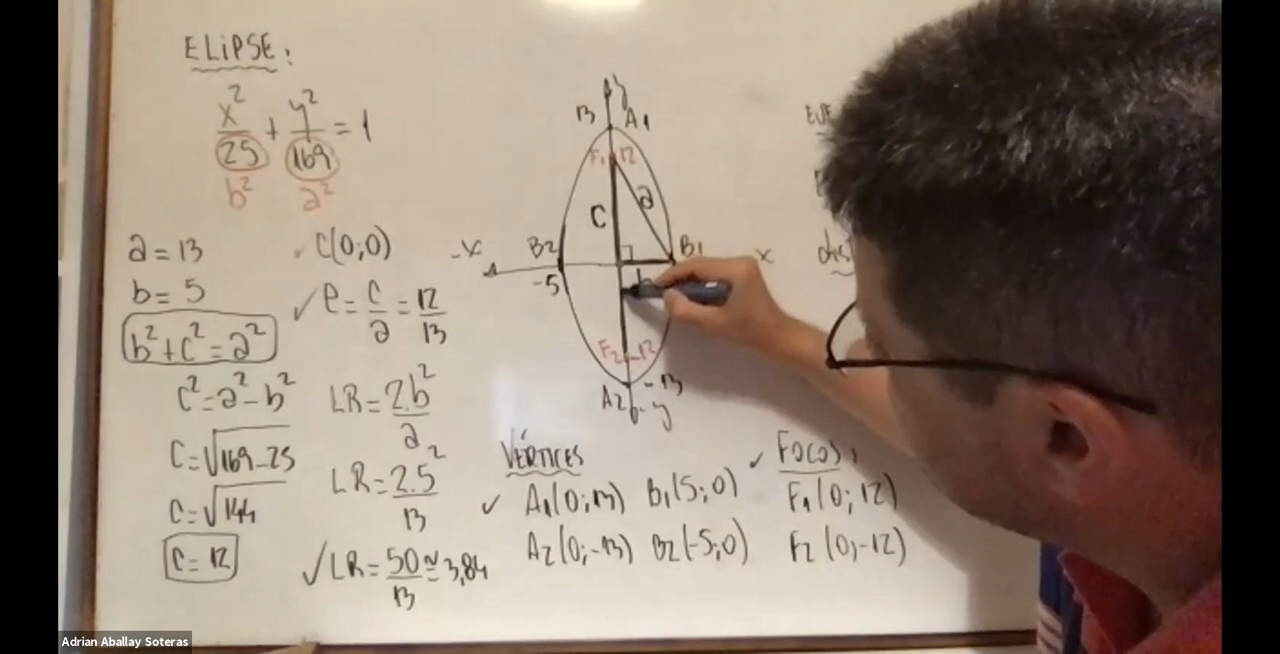 ELIPSE:
x²/25 + y²/169 = 1
b² a²
a = 13
b = 5
b² + c² = a²
c² = a² - b²
C = √169-25
C = √144
C = 12
C(0;0)
✓ e = c/a = 12/13
LR = 2b²/a
LR = 2.5²/13
✓ LR = 50/13 ≅ 3,84
y
13 A1
F1 12
a
C
-x B2 B1 x
-5 b
F2 -12
A2 -13
-y
VÉRTICES
✓ A1(0;13) B1(5;0)
A2(0;-13) B2(-5;0)
✓ FOCOS:
F1(0;12)
F2(0;-12)
EJE
dis
Adrian Aballay Soteras